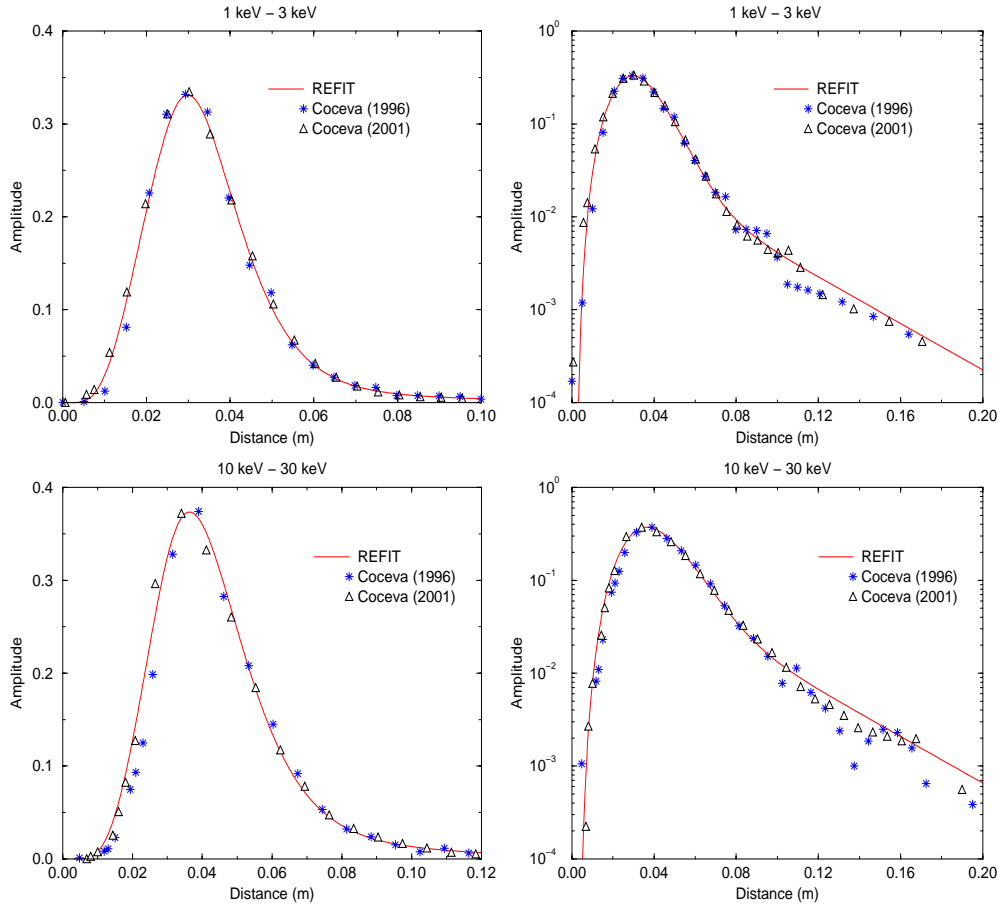 1 keV − 3 keV
0.4
0.3
0.2
0.1
0.0
Amplitude
REFIT
Coceva (1996)
Coceva (2001)
0.00 0.02 0.04 0.06 0.08 0.10
Distance (m)
1 keV − 3 keV
10^0
10^−1
10^−2
10^−3
10^−4
Amplitude
REFIT
Coceva (1996)
Coceva (2001)
0.00 0.04 0.08 0.12 0.16 0.20
Distance (m)
10 keV − 30 keV
0.4
0.3
0.2
0.1
0.0
Amplitude
REFIT
Coceva (1996)
Coceva (2001)
0.00 0.02 0.04 0.06 0.08 0.10 0.12
Distance (m)
10 keV − 30 keV
10^0
10^−1
10^−2
10^−3
10^−4
Amplitude
REFIT
Coceva (1996)
Coceva (2001)
0.00 0.04 0.08 0.12 0.16 0.20
Distance (m)